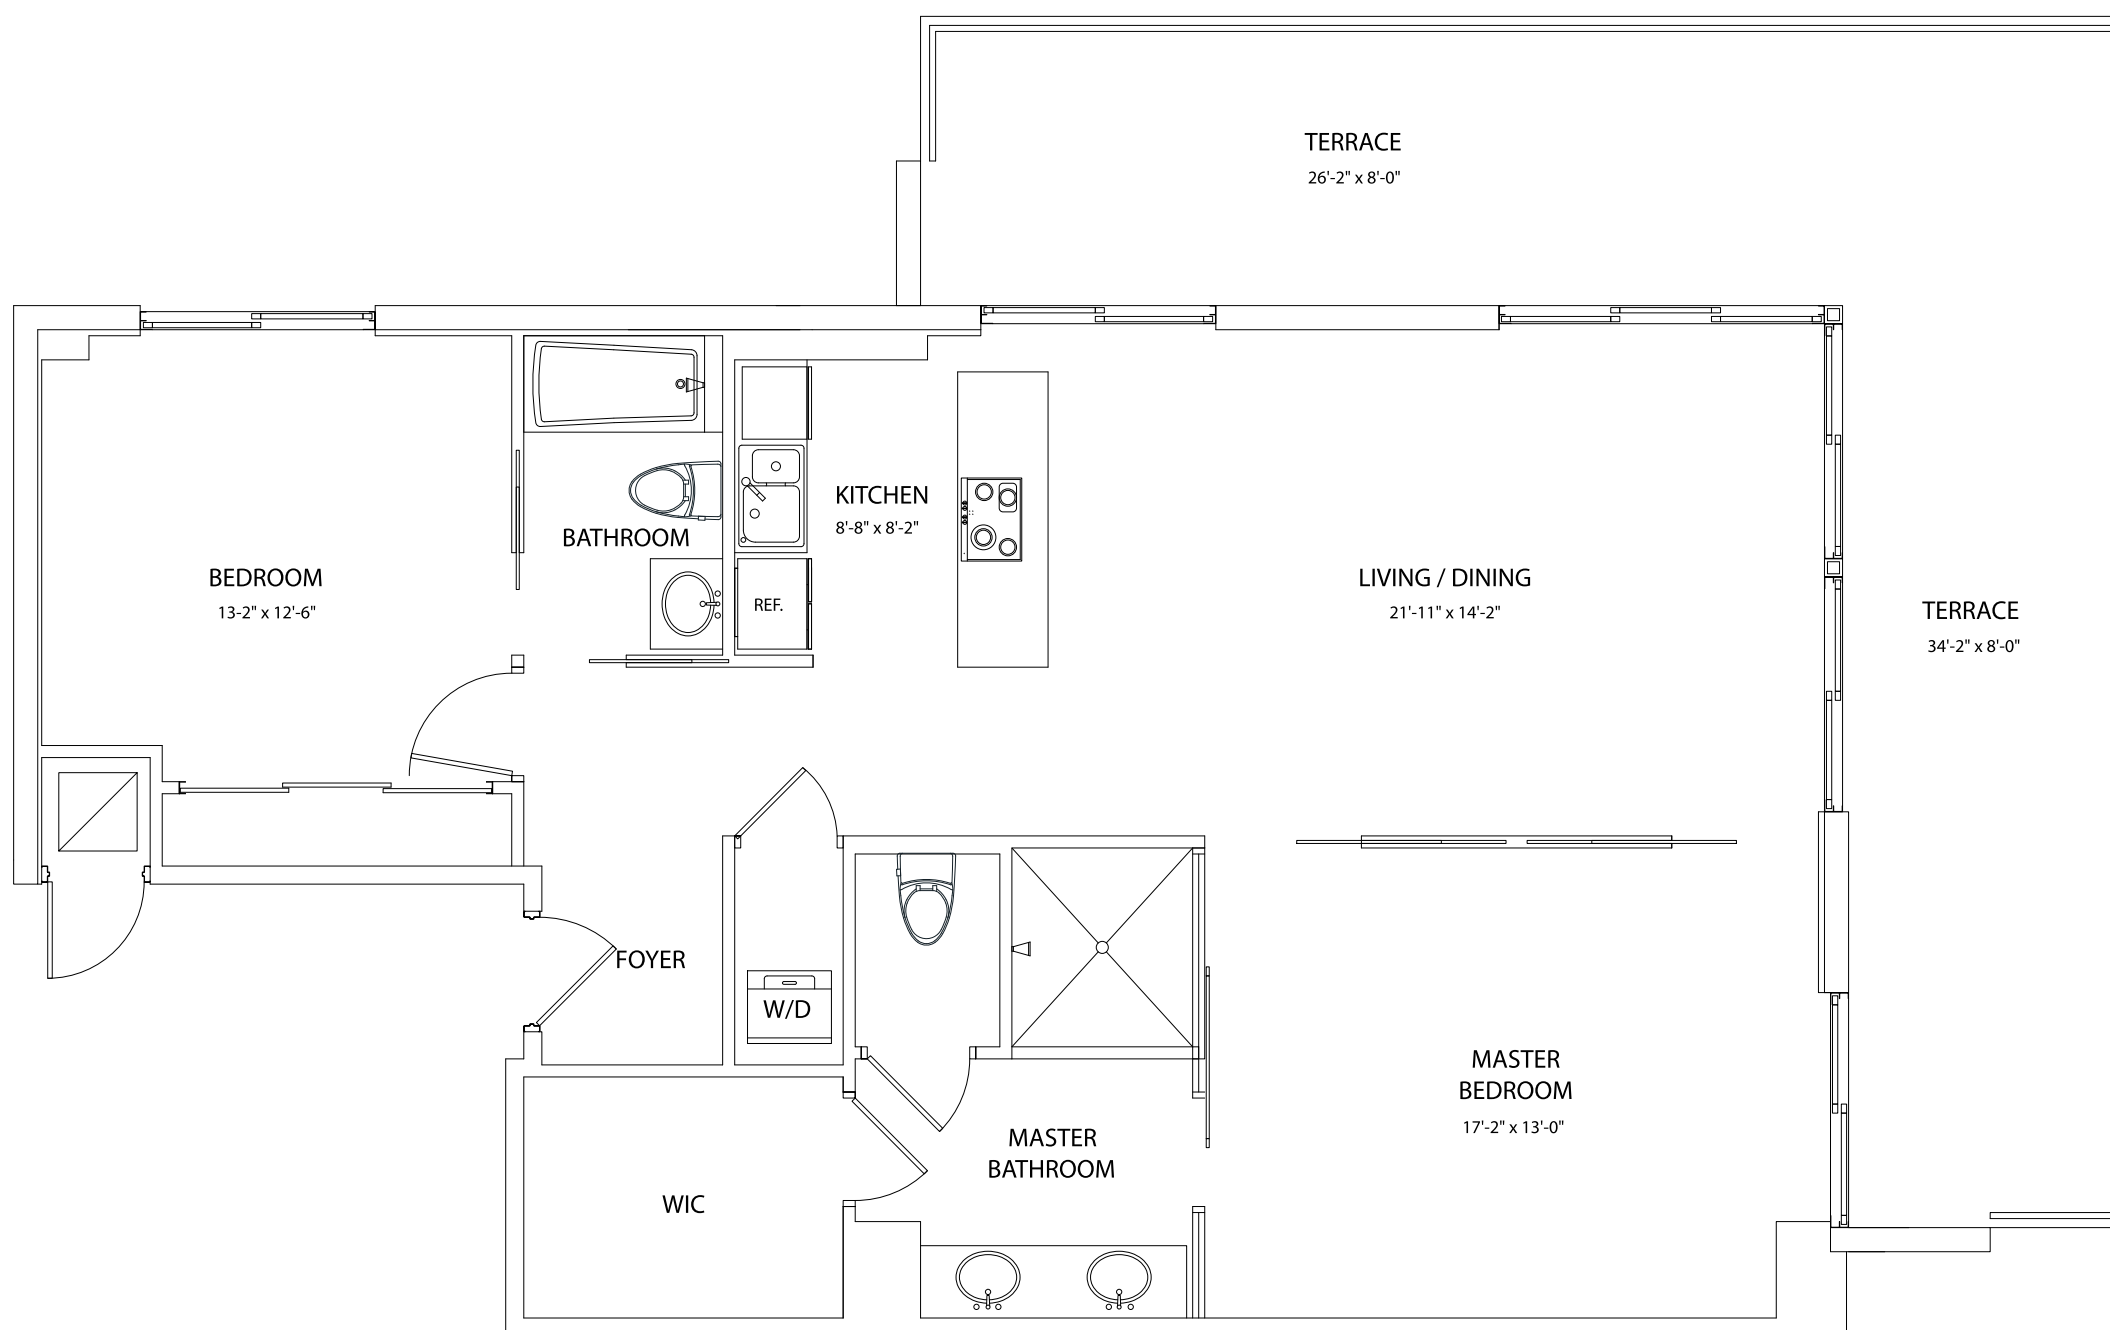 TERRACE
26'-2" x 8'-0"
KITCHEN
8'-8" x 8'-2"
BATHROOM
BEDROOM
13-2" x 12'-6"
REF.
LIVING / DINING
21'-11" x 14'-2"
TERRACE
34'-2" x 8'-0"
FOYER
W/D
MASTER
BEDROOM
17'-2" x 13'-0"
MASTER
BATHROOM
WIC